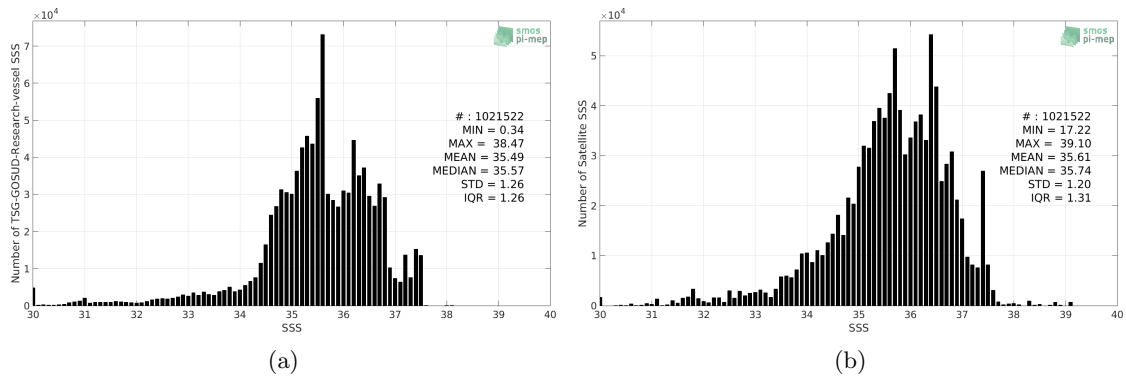 ×10⁴
smos
pi-mep
Number of TSG-GOSUD-Research-vessel SSS
7
6
5
4
3
2
1
0
# : 1021522
MIN = 0.34
MAX = 38.47
MEAN = 35.49
MEDIAN = 35.57
STD = 1.26
IQR = 1.26
30 31 32 33 34 35 36 37 38 39 40
SSS
(a)
×10⁴
smos
pi-mep
Number of Satellite SSS
5
4
3
2
1
0
# : 1021522
MIN = 17.22
MAX = 39.10
MEAN = 35.61
MEDIAN = 35.74
STD = 1.20
IQR = 1.31
30 31 32 33 34 35 36 37 38 39 40
SSS
(b)